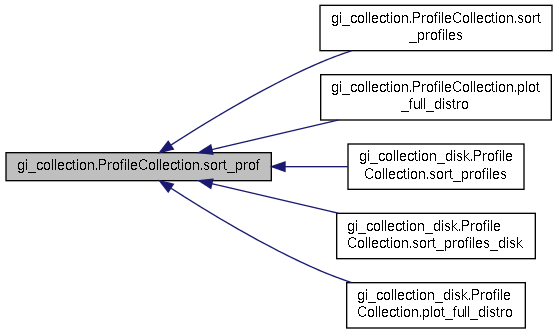 gi_collection.ProfileCollection.sort
_profiles
gi_collection.ProfileCollection.plot
_full_distro
gi_collection.ProfileCollection.sort_prof
gi_collection_disk.Profile
Collection.sort_profiles
gi_collection_disk.Profile
Collection.sort_profiles_disk
gi_collection_disk.Profile
Collection.plot_full_distro